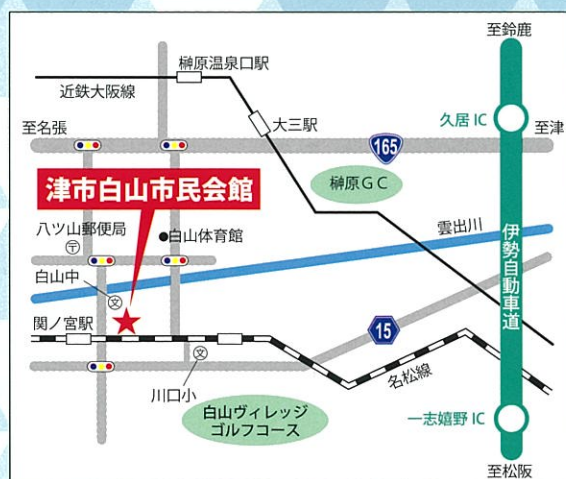 至鈴鹿
榊原温泉口駅
近鉄大阪線
久居 IC
至名張
大三駅
至津
165
津市白山市民会館
榊原GC
八ツ山郵便局
白山体育館
雲出川
白山中
文
伊勢自動車道
関ノ宮駅
15
文
川口小
名松線
白山ヴィレッジ
ゴルフコース
一志嬉野 IC
至松阪